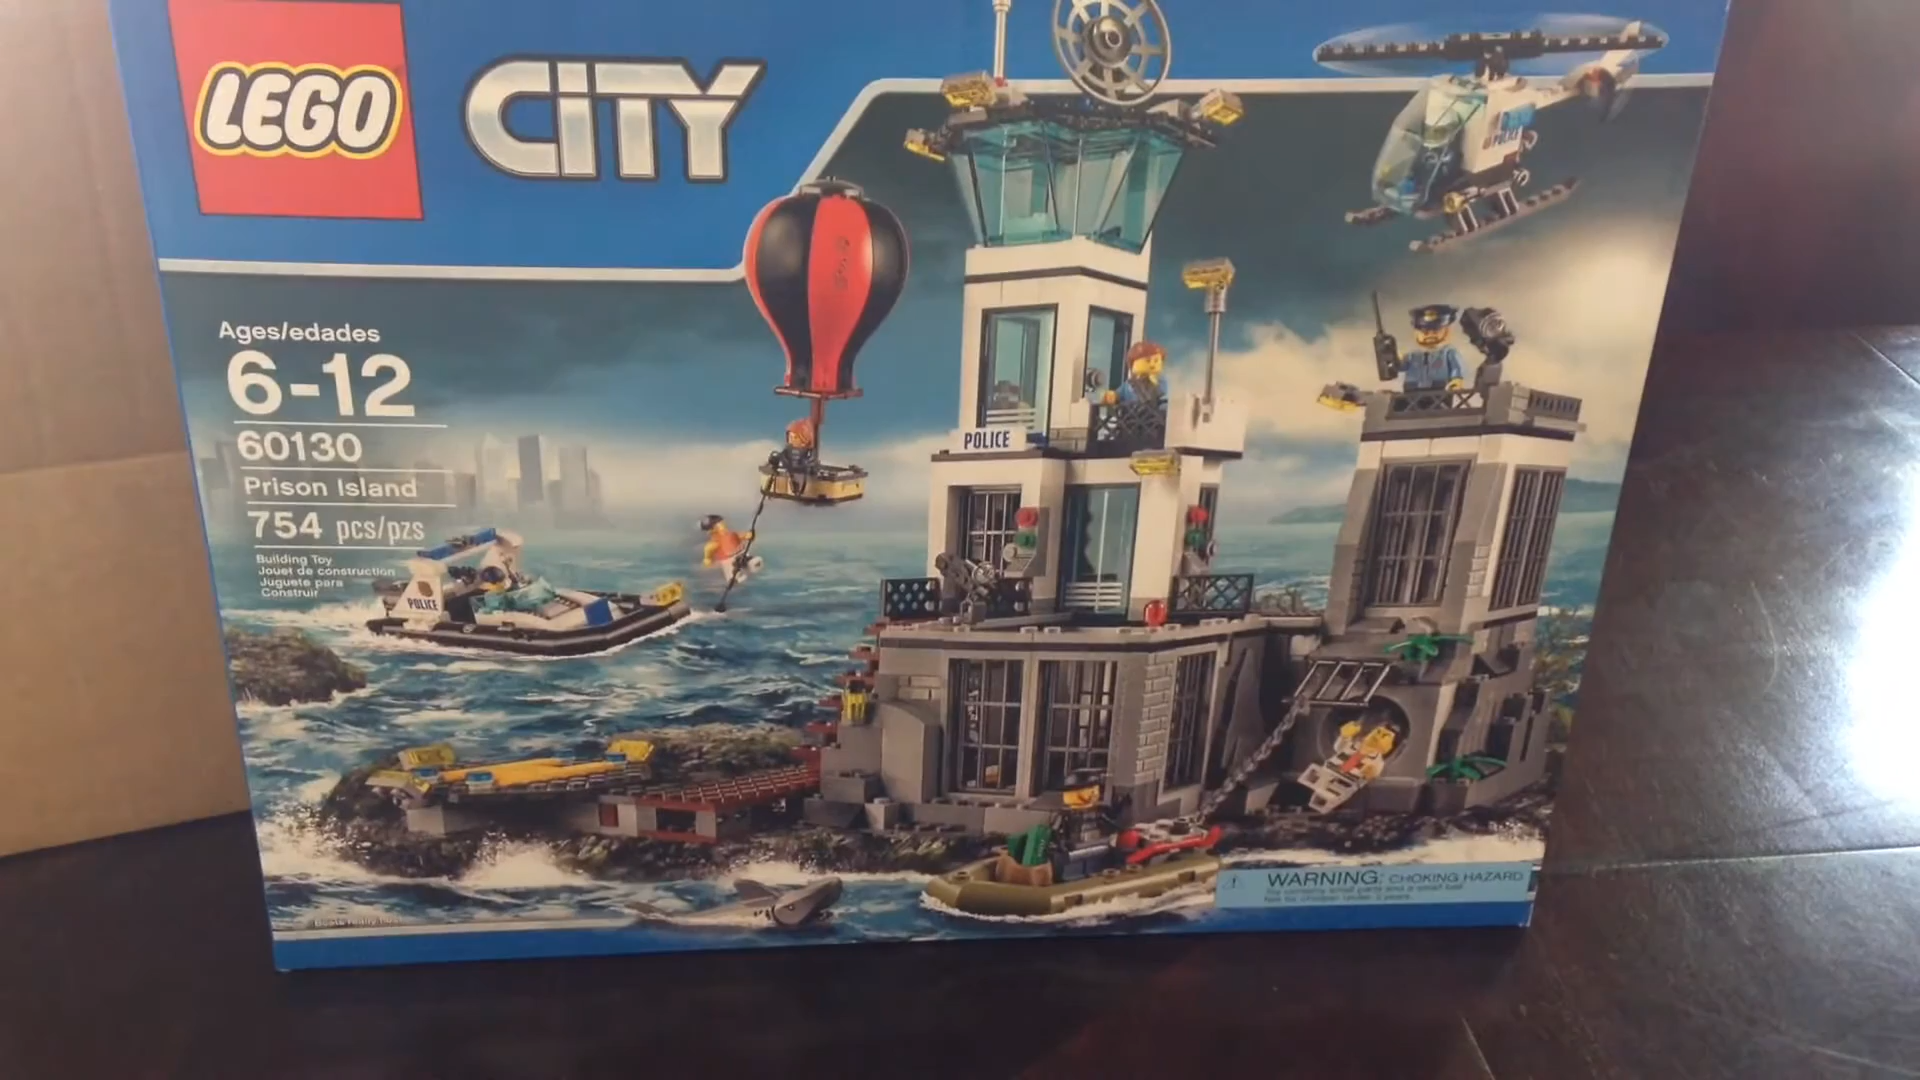 LEGO
CITY
Ages/edades
6-12
60130
Prison Island
754 pcs/pzs
Building Toy
Jouet de construction
Juguete para
Construir
POLICE
POLICE
POLICE
WARNING: CHOKING HAZARD